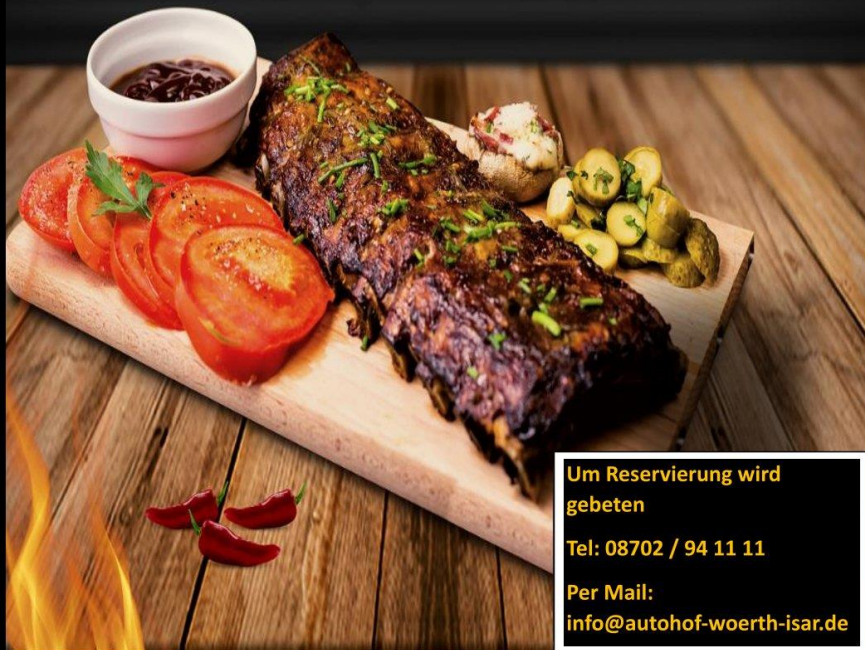 Um Reservierung wird
gebeten
Tel: 08702 / 94 11 11
Per Mail:
info@autohof-woerth-isar.de